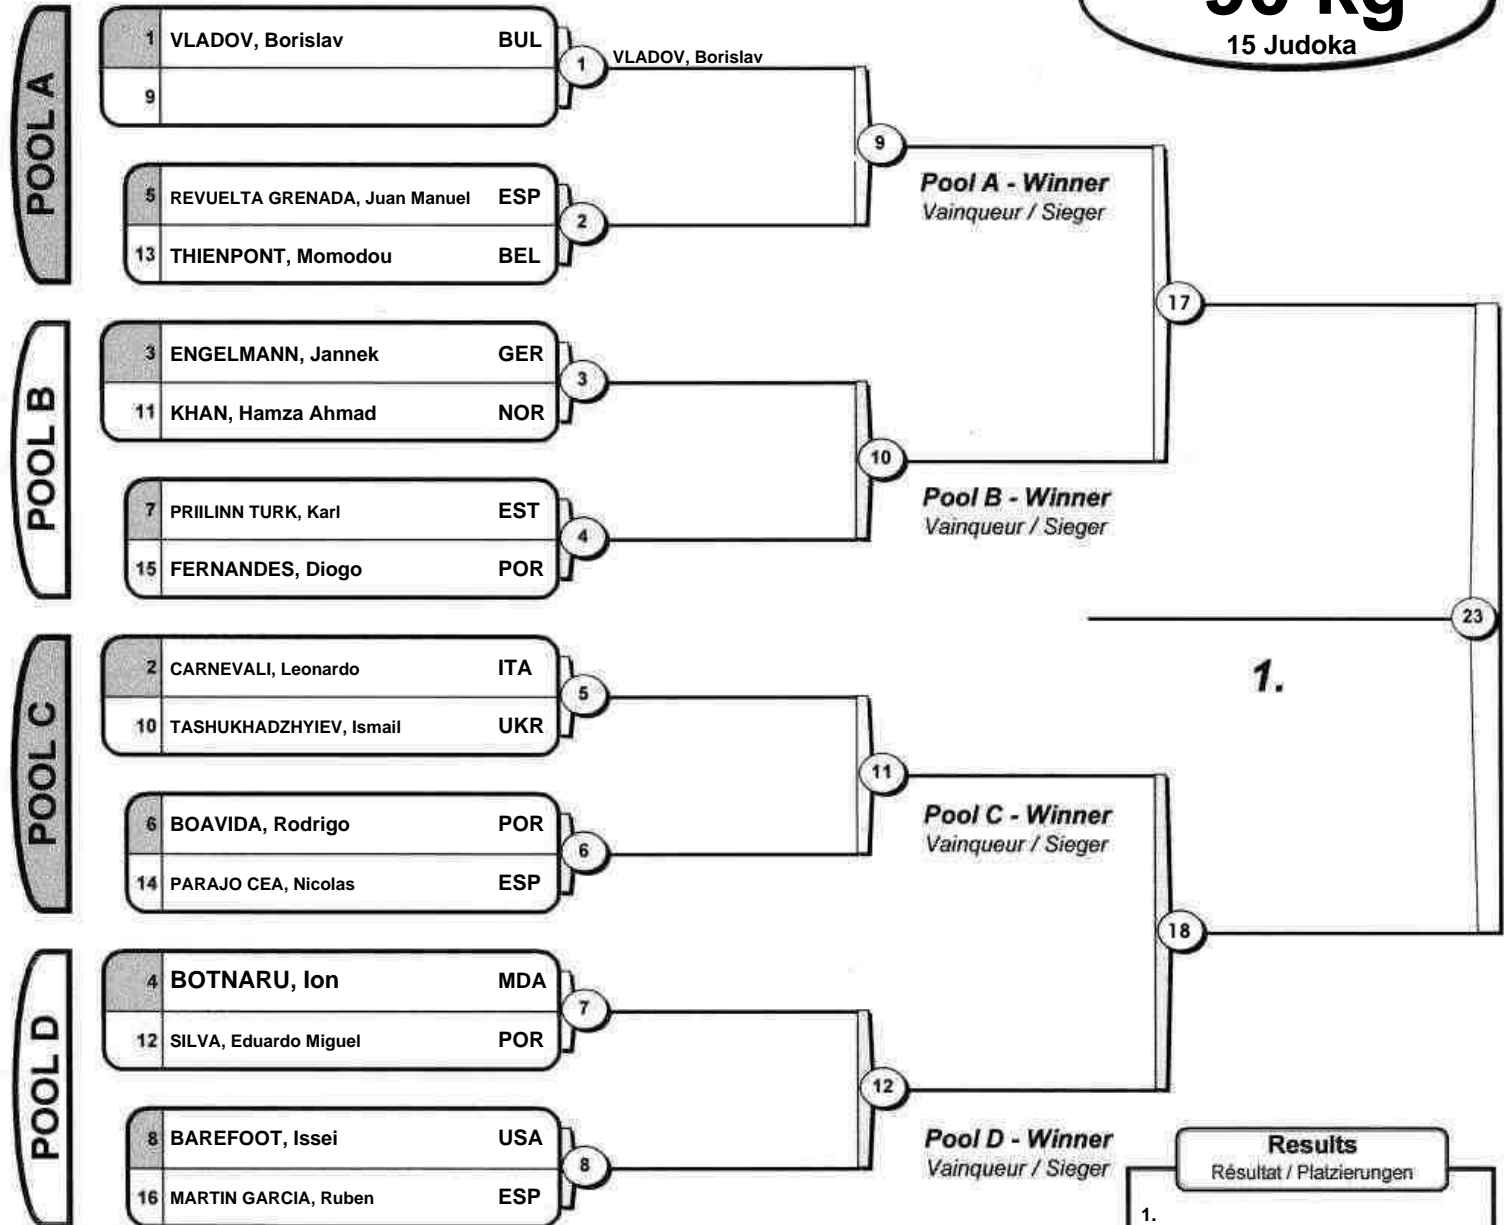 90 kg
15 Judoka
POOL A
1 VLADOV, Borislav BUL
9
1 VLADOV, Borislav
5 REVUELTA GRENADA, Juan Manuel ESP
13 THIENPONT, Momodou BEL
2
9
Pool A - Winner
Vainqueur / Sieger
POOL B
3 ENGELMANN, Jannek GER
11 KHAN, Hamza Ahmad NOR
3
7 PRIILINN TURK, Karl EST
15 FERNANDES, Diogo POR
4
10
Pool B - Winner
Vainqueur / Sieger
17
POOL C
2 CARNEVALI, Leonardo ITA
10 TASHUKHADZHYIEV, Ismail UKR
5
6 BOAVIDA, Rodrigo POR
14 PARAJO CEA, Nicolas ESP
6
11
Pool C - Winner
Vainqueur / Sieger
23
1.
POOL D
4 BOTNARU, Ion MDA
12 SILVA, Eduardo Miguel POR
7
8 BAREFOOT, Issei USA
16 MARTIN GARCIA, Ruben ESP
8
12
Pool D - Winner
Vainqueur / Sieger
18
Results
Résultat / Platzierungen
1.